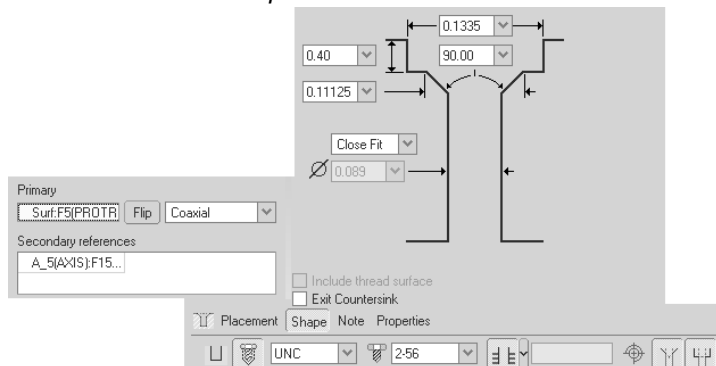 0.1335
0.40
90.00
0.11125
Close Fit
Ø 0.089
Primary
Surf:F5(PROTR Flip Coaxial
Secondary references
A_5(AXIS):F15...
Include thread surface
Exit Countersink
Placement Shape Note Properties
UNC 2-56